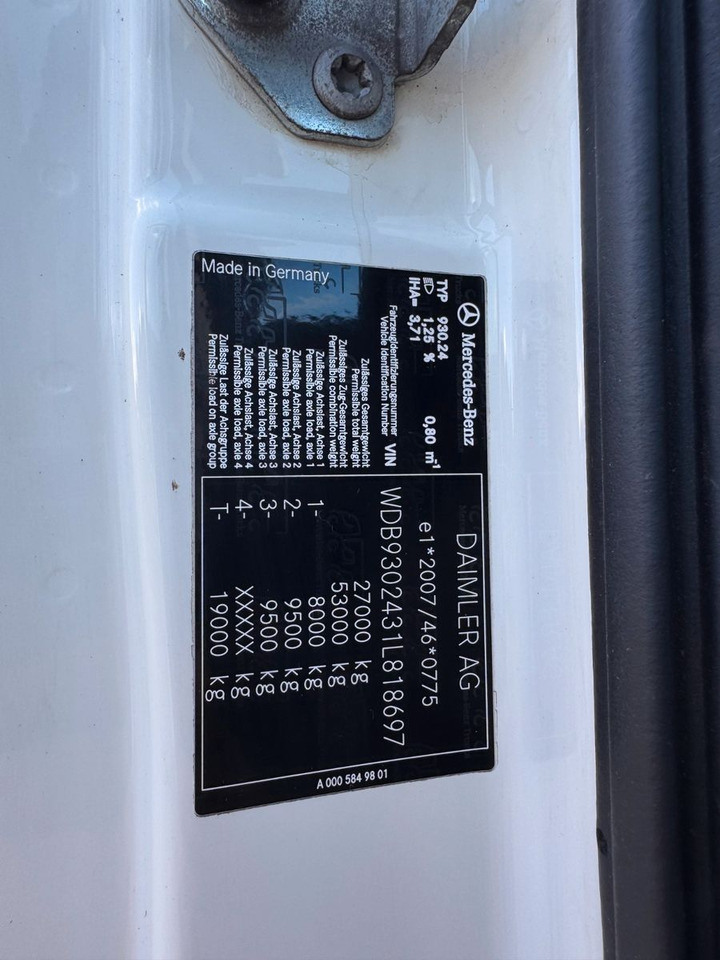 Mercedes-Benz
TYP 930.24
1,25 % 0,80 m⁻¹
IHA= 3,71
DAIMLER AG
e1*2007/46*0775
Fahrzeugidentifizierungsnummer
Vehicle Identification Number VIN WDB9302431L818697
Zulässiges Gesamtgewicht
Permissible total weight 27000 kg
Zulässiges Zug-Gesamtgewicht
Permissible combination weight 53000 kg
Zulässige Achslast, Achse 1
Permissible axle load, axle 1 1- 8000 kg
Zulässige Achslast, Achse 2
Permissible axle load, axle 2 2- 9500 kg
Zulässige Achslast, Achse 3
Permissible axle load, axle 3 3- 9500 kg
Zulässige Achslast, Achse 4
Permissible axle load, axle 4 4- XXXXX kg
Zulässige Last der Achsgruppe
Permissible load on axle group T- 19000 kg
Made in Germany
A 000 584 98 01